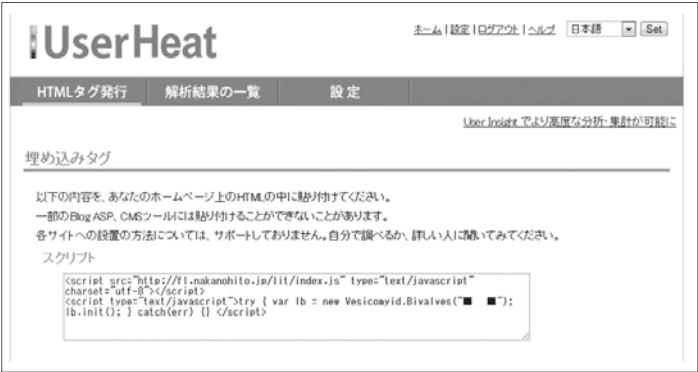 UserHeat
ホーム | 設定 | ログアウト | ヘルプ 日本語 Set
HTMLタグ発行 解析結果の一覧 設定
User Insight でより高度な分析・集計が可能に
埋め込みタグ
以下の内容を、あなたのホームページ上のHTMLの中に貼り付けてください。
一部のBlog ASP、CMSツールには貼り付けることができないことがあります。
各サイトへの設置の方法については、サポートしておりません。自分で調べるか、詳しい人に聞いてみてください。
スクリプト
<script src="http://f1.nakanohito.jp/lit/index.js" type="text/javascript"
charset="utf-8"></script>
<script type="text/javascript">try { var lb = new Vesicomyid.Bivalves("■ ■");
lb.init(); } catch(err) {} </script>